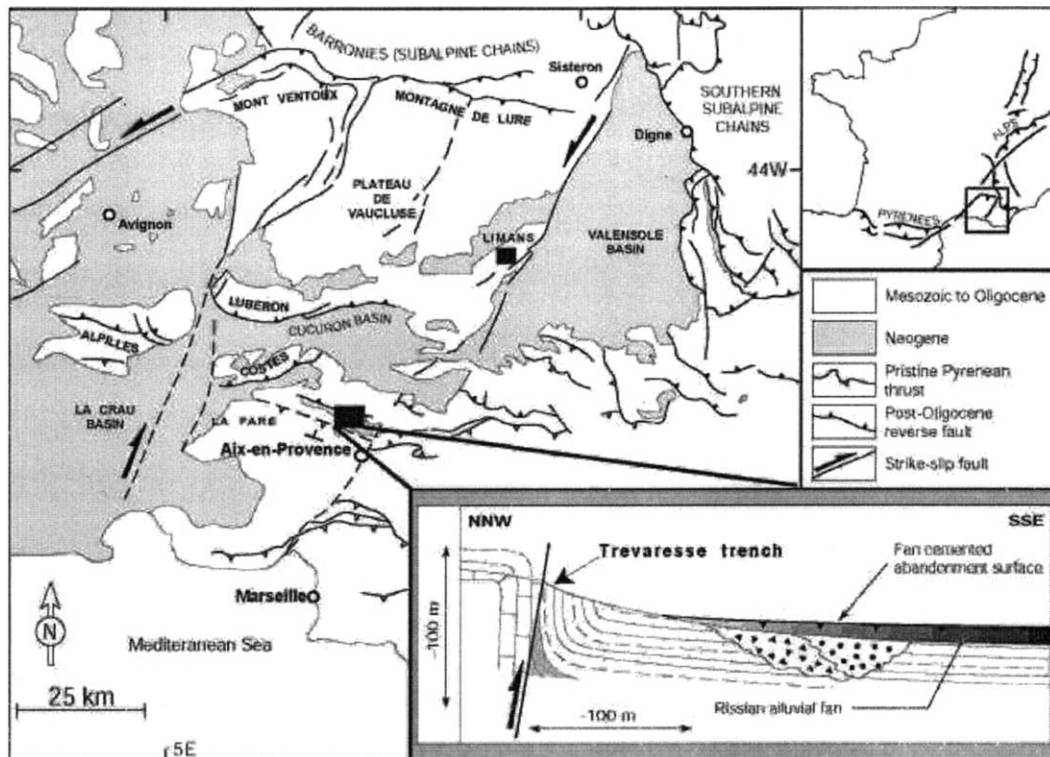 BARRONIES (SUBALPINE CHAINS)
Sisteron
MONT VENTOUX
MONTAGNE DE LURE
SOUTHERN
SUBALPINE
CHAINS
Digne
44W
PLATEAU
DE
VAUCLUSE
Avignon
LIMANS
VALENSOLE
BASIN
LUBERON
CUCURON BASIN
ALPILLES
COSTES
LA CRAU
BASIN
LA FARE
Aix-en-Provence
Marseille
Mediteranean Sea
N
25 km
5E
ALPS
PYRENEES
Mesozoic to Oligocene
Neogene
Pristine Pyrenean
thrust
Post-Oligocene
reverse fault
Strike-slip fault
NNW
SSE
Trevaresse trench
Fan cemented
abandonment surface
~100 m
~100 m
Rissian alluvial fan